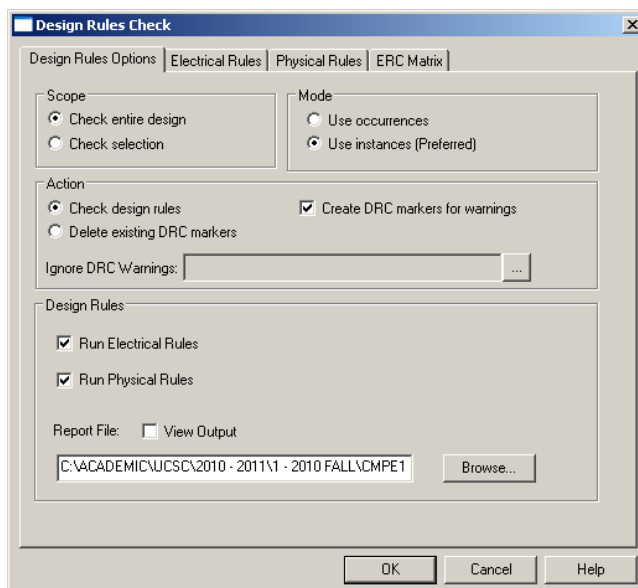 Design Rules Check
Design Rules Options Electrical Rules Physical Rules ERC Matrix
Scope
Check entire design
Check selection
Mode
Use occurrences
Use instances (Preferred)
Action
Check design rules
Create DRC markers for warnings
Delete existing DRC markers
Ignore DRC Warnings: ...
Design Rules
Run Electrical Rules
Run Physical Rules
Report File: View Output
C:\ACADEMIC\UCSC\2010 - 2011\1 - 2010 FALL\CMPE1 Browse...
OK Cancel Help